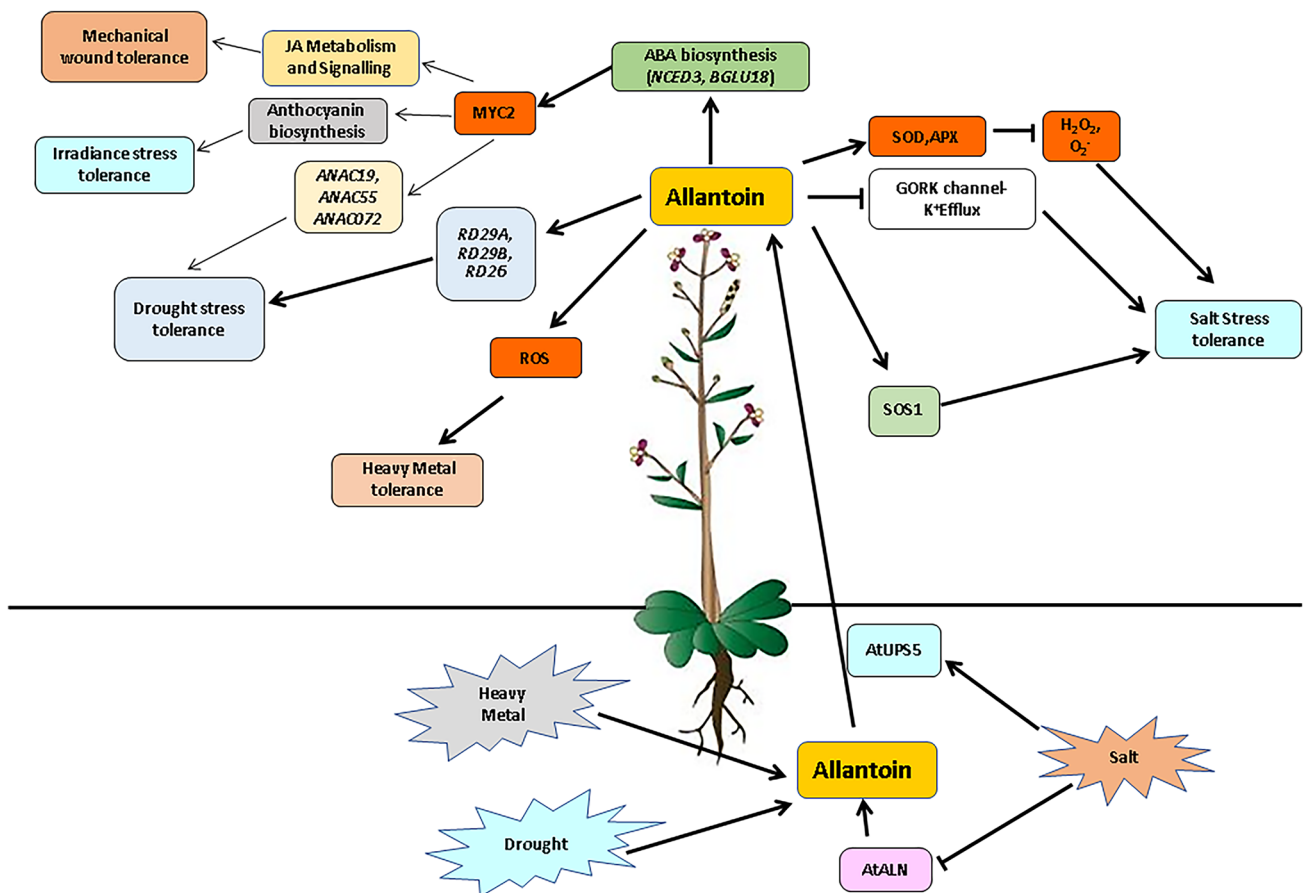 Mechanical
wound tolerance
JA Metabolism
and Signalling
ABA biosynthesis
(NCED3, BGLU18)
Anthocyanin
biosynthesis
MYC2
SOD,APX
H₂O₂,
O₂⁻
Irradiance stress
tolerance
ANAC19,
ANAC55
ANAC072
Allantoin
GORK channel-
K⁺Efflux
RD29A,
RD29B,
RD26
Drought stress
tolerance
Salt Stress
tolerance
ROS
SOS1
Heavy Metal
tolerance
AtUPS5
Heavy
Metal
Allantoin
Salt
Drought
AtALN